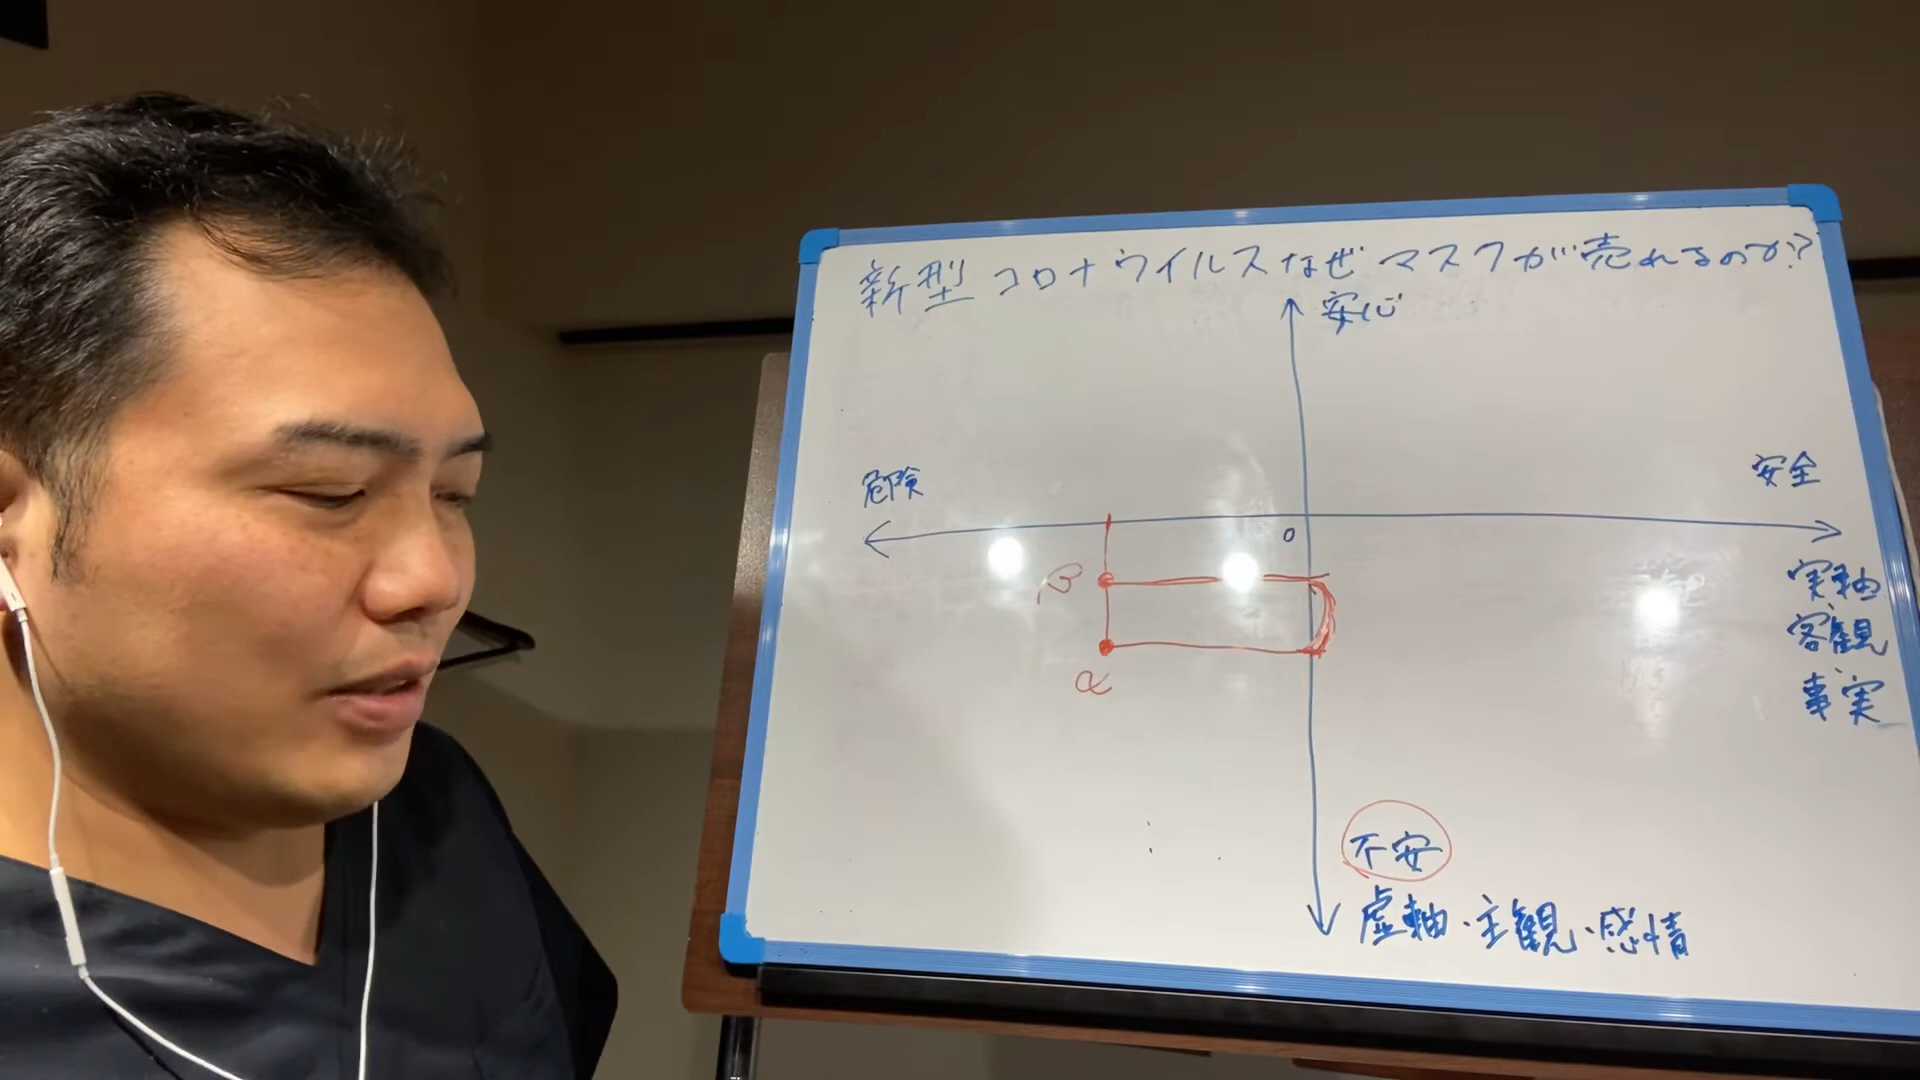 新型コロナウイルスなぜマスクが売れるのか?
安心
危険
安全
0
β
α
実軸
客観
事実
不安
虚軸・主観・感情